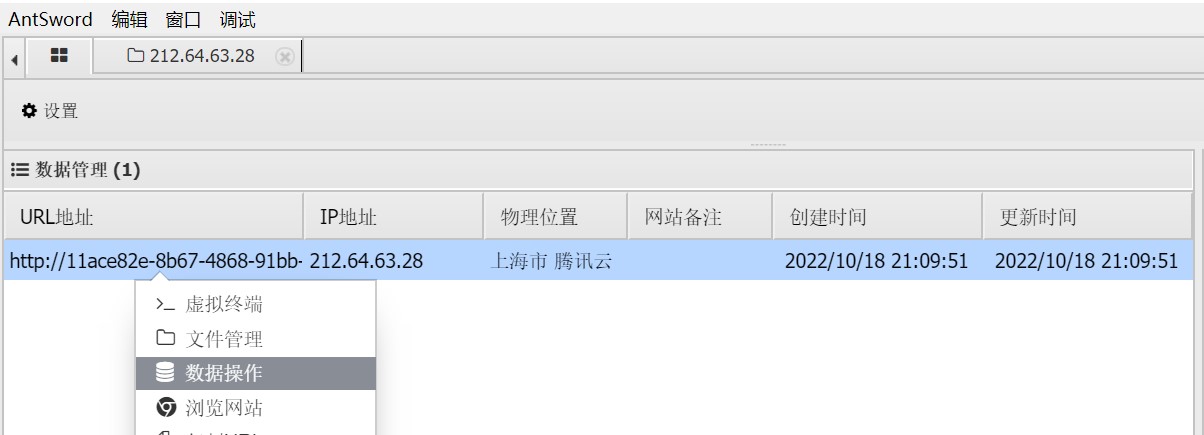 AntSword 编辑 窗口 调试
212.64.63.28
设置
数据管理 (1)
URL地址 IP地址 物理位置 网站备注 创建时间 更新时间
http://11ace82e-8b67-4868-91bb- 212.64.63.28 上海市 腾讯云 2022/10/18 21:09:51 2022/10/18 21:09:51
虚拟终端
文件管理
数据操作
浏览网站